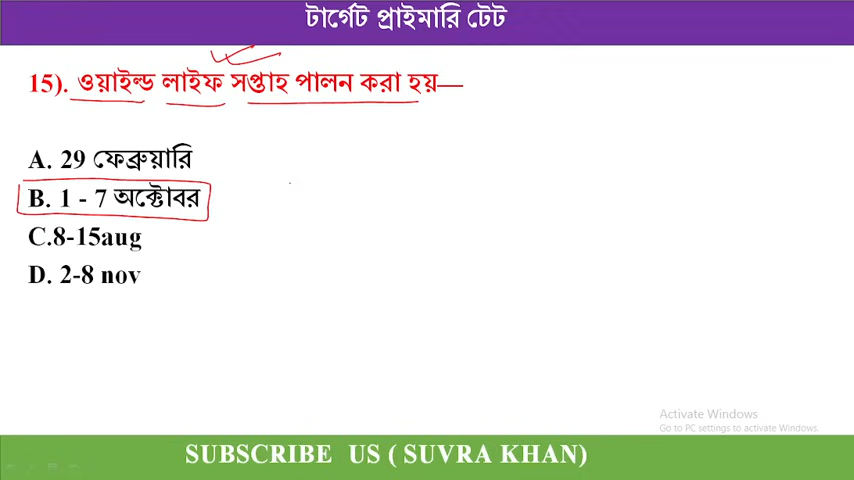 টার্গেট প্রাইমারি টেট
15). ওয়াইল্ড লাইফ সপ্তাহ পালন করা হয়—
A. 29 ফেব্রুয়ারি
B. 1 - 7 অক্টোবর
C.8-15aug
D. 2-8 nov
Activate Windows
Go to PC settings to activate Windows.
SUBSCRIBE US ( SUVRA KHAN)